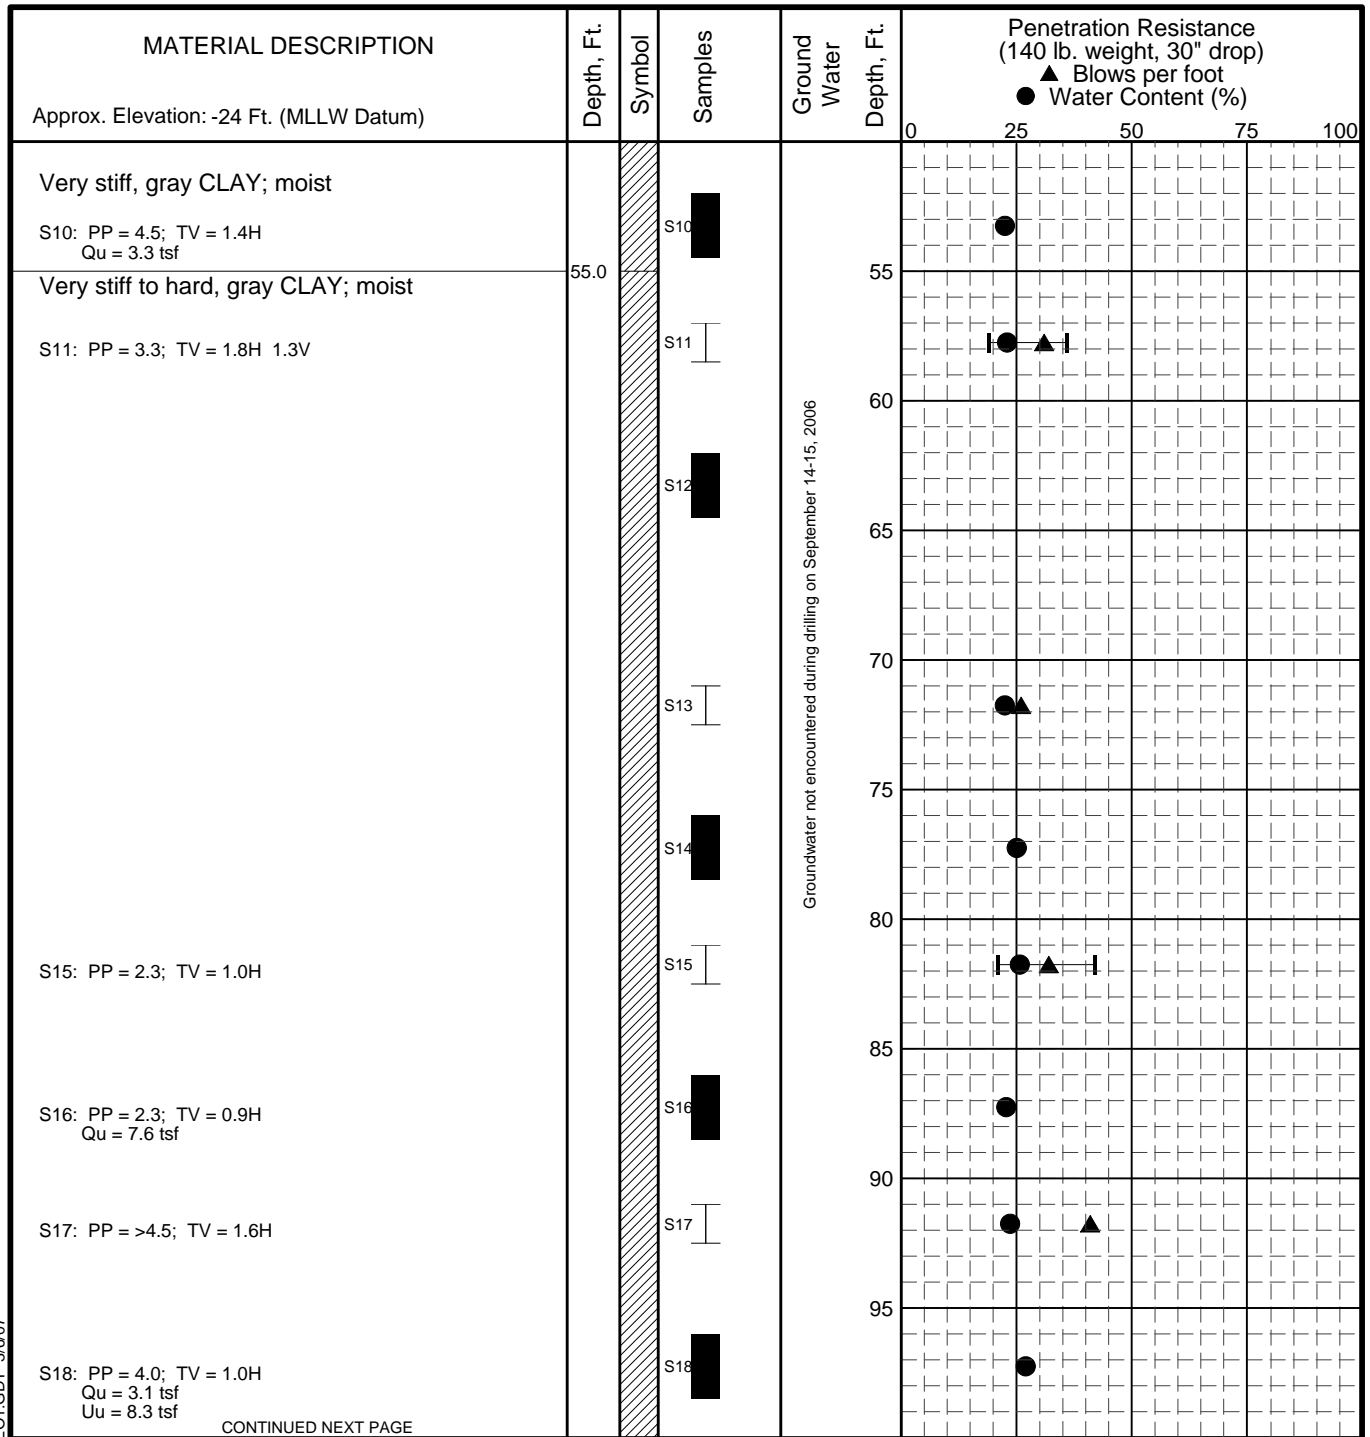 MATERIAL DESCRIPTION
Approx. Elevation: -24 Ft. (MLLW Datum)
Depth, Ft.
Symbol
Samples
Ground
Water
Depth, Ft.
Penetration Resistance
(140 lb. weight, 30" drop)
▲ Blows per foot
● Water Content (%)
0 25 50 75 100
Very stiff, gray CLAY; moist
S10: PP = 4.5; TV = 1.4H
Qu = 3.3 tsf
S10
55.0
55
Very stiff to hard, gray CLAY; moist
S11: PP = 3.3; TV = 1.8H 1.3V
S11
60
S12
65
Groundwater not encountered during drilling on September 14-15, 2006
70
S13
75
S14
80
S15: PP = 2.3; TV = 1.0H
S15
85
S16: PP = 2.3; TV = 0.9H
Qu = 7.6 tsf
S16
90
S17: PP = >4.5; TV = 1.6H
S17
95
S18: PP = 4.0; TV = 1.0H
Qu = 3.1 tsf
Uu = 8.3 tsf
S18
CONTINUED NEXT PAGE